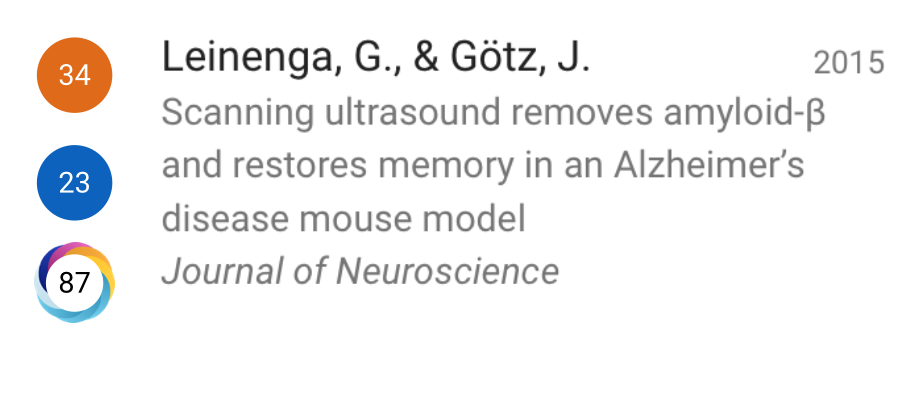 34
Leinenga, G., & Götz, J.
2015
Scanning ultrasound removes amyloid-β
and restores memory in an Alzheimer’s
23
disease mouse model
Journal of Neuroscience
87